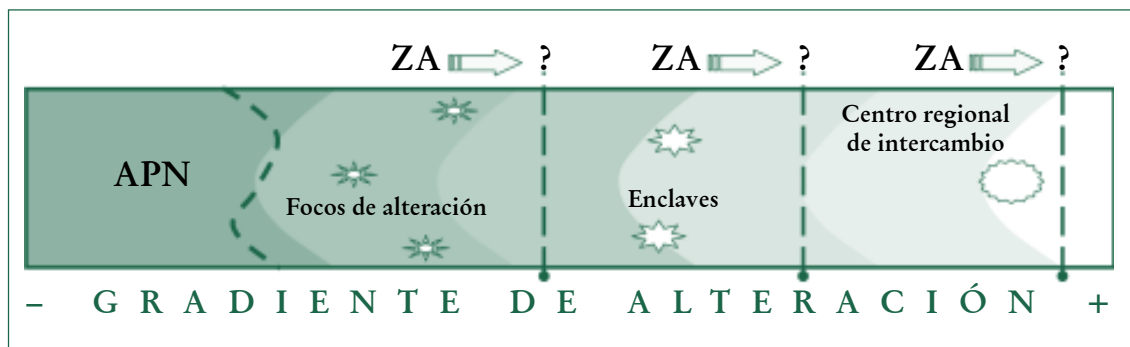 ZA ? ZA ? ZA ?
Centro regional
de intercambio
APN
Focos de alteración
Enclaves
– GRADIENTE DE ALTERACIÓN +